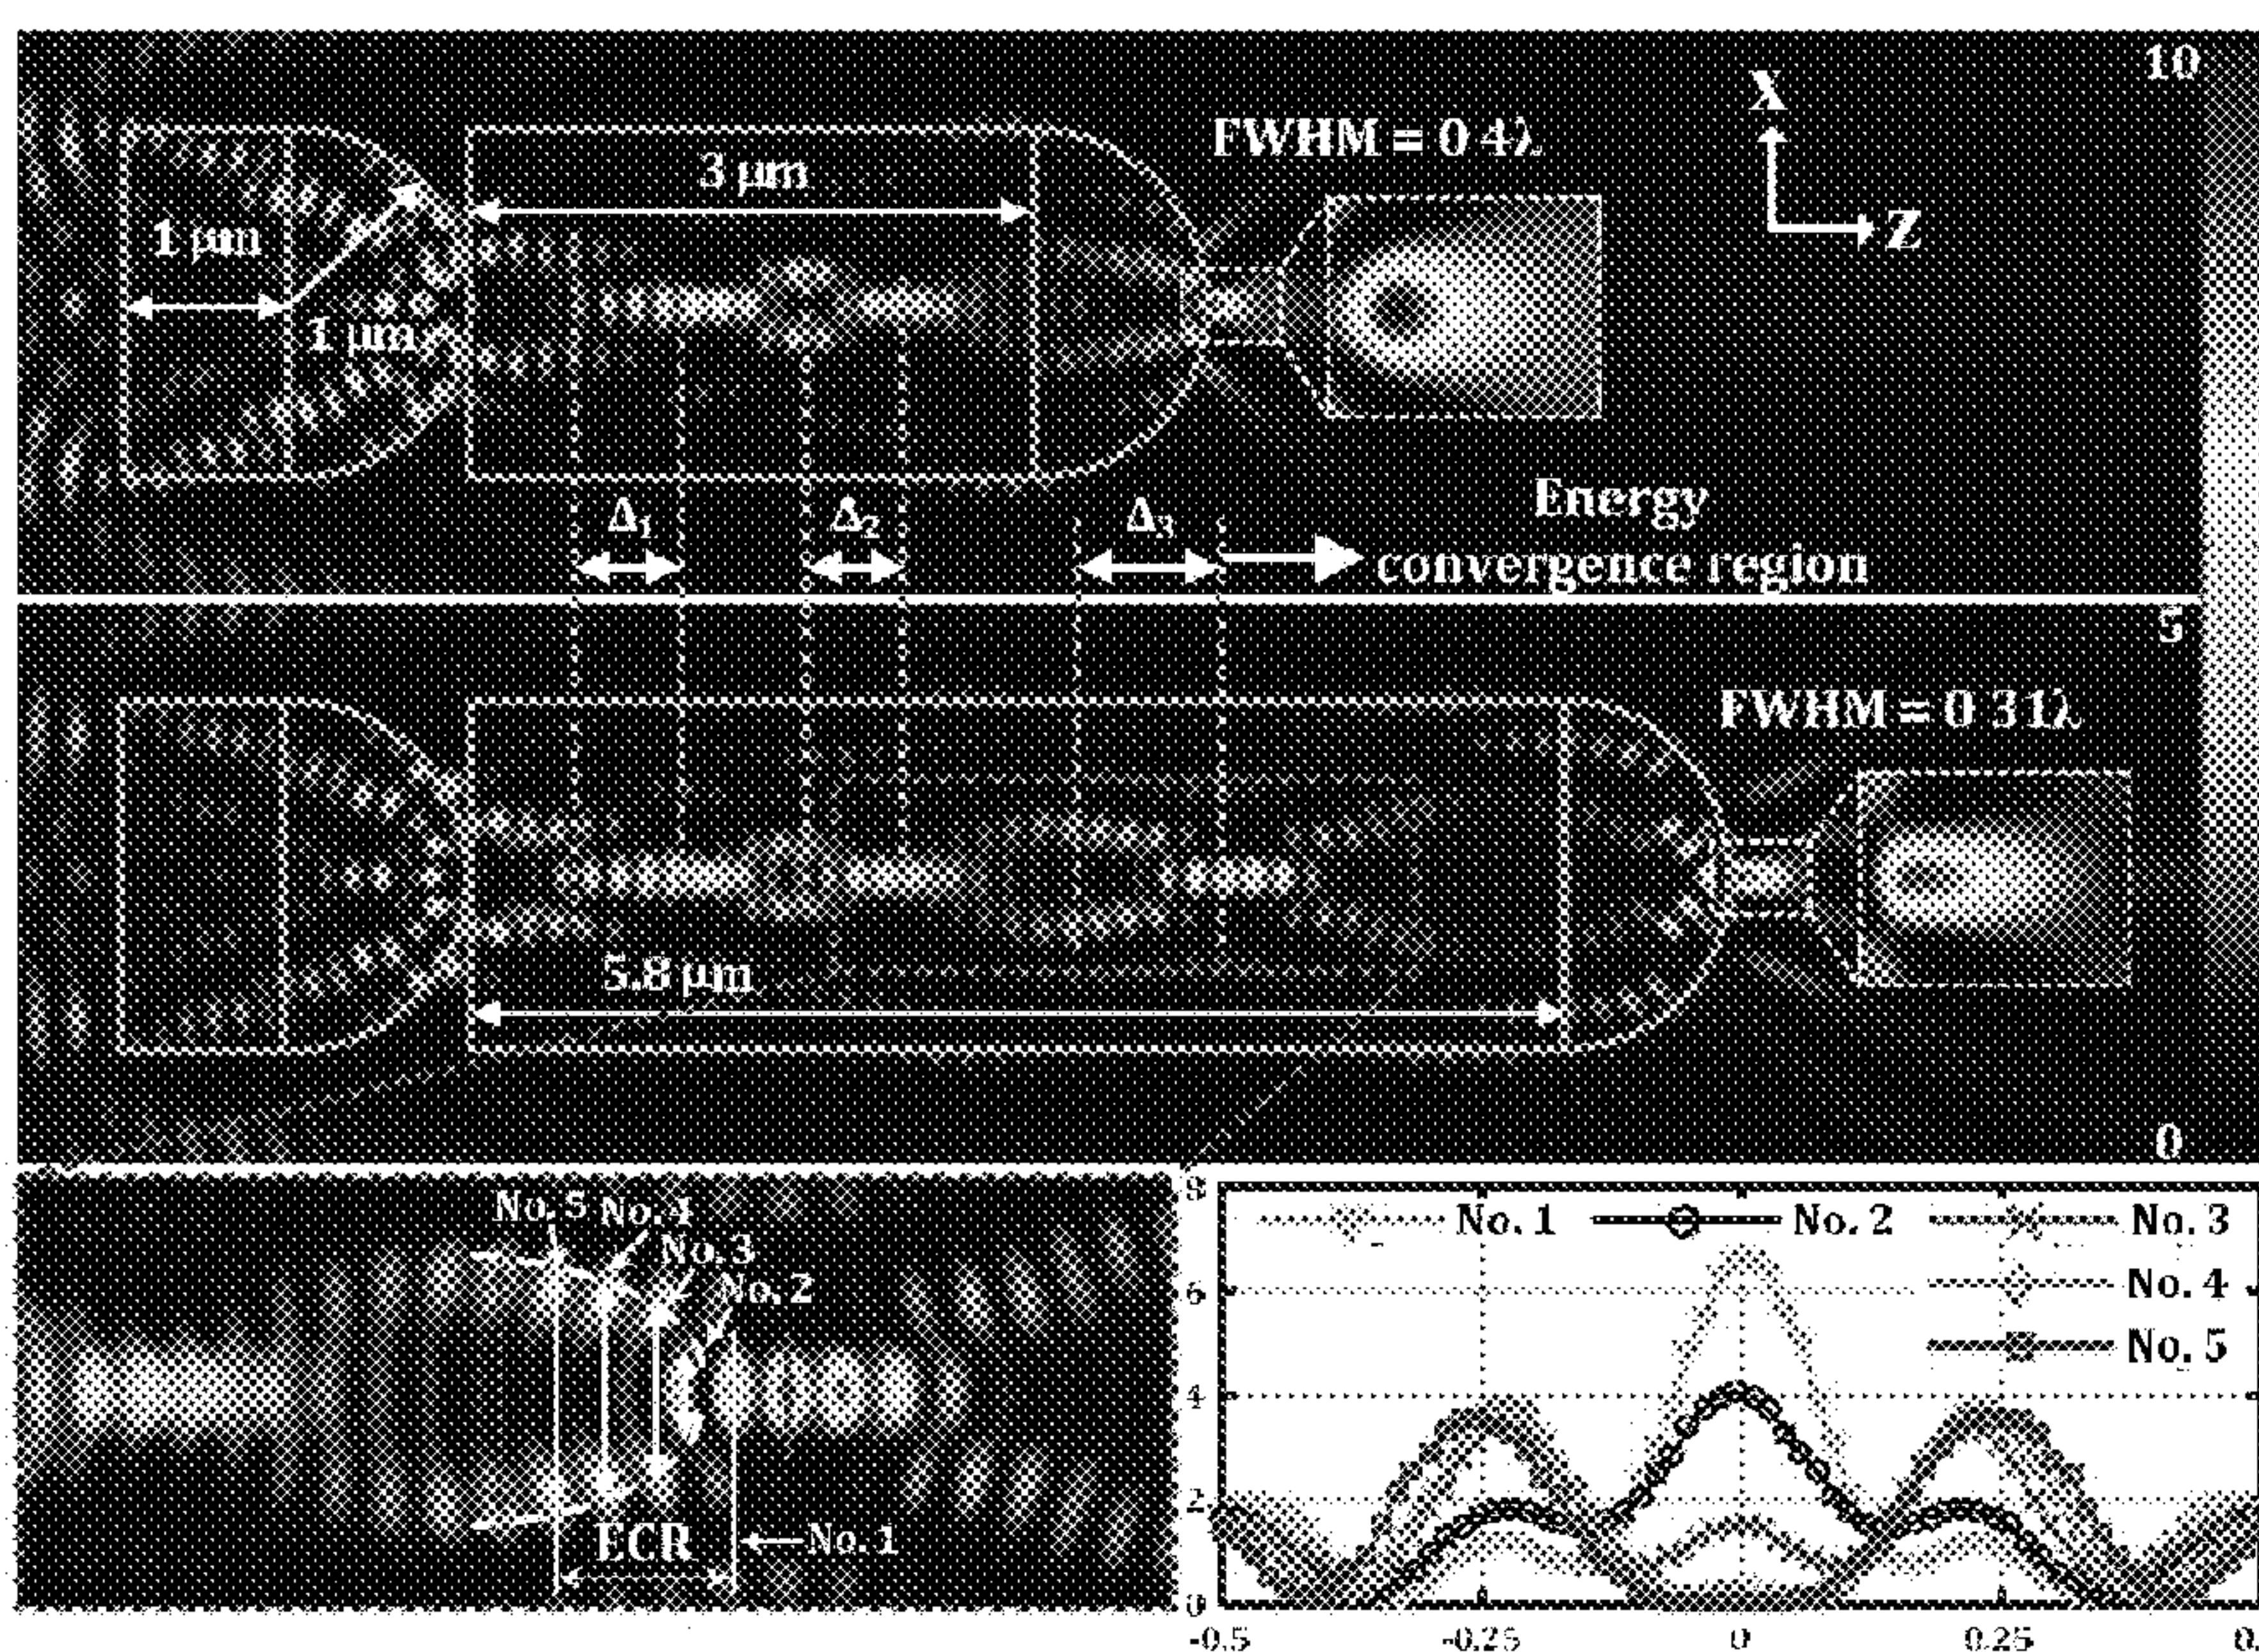 10
X
FWHM = 0 4λ
3 μm
1 μm
Z
1 μm
Energy
Δ₁ Δ₂ Δ₃
convergence region
5
FWHM = 0 31λ
5.8 μm
0
No. 5 No. 4
No. 3
No. 2
ECR
No. 1
8
No. 1 No. 2 No. 3
6
No. 4
No. 5
4
2
0
-0.5 -0.25 0 0.25